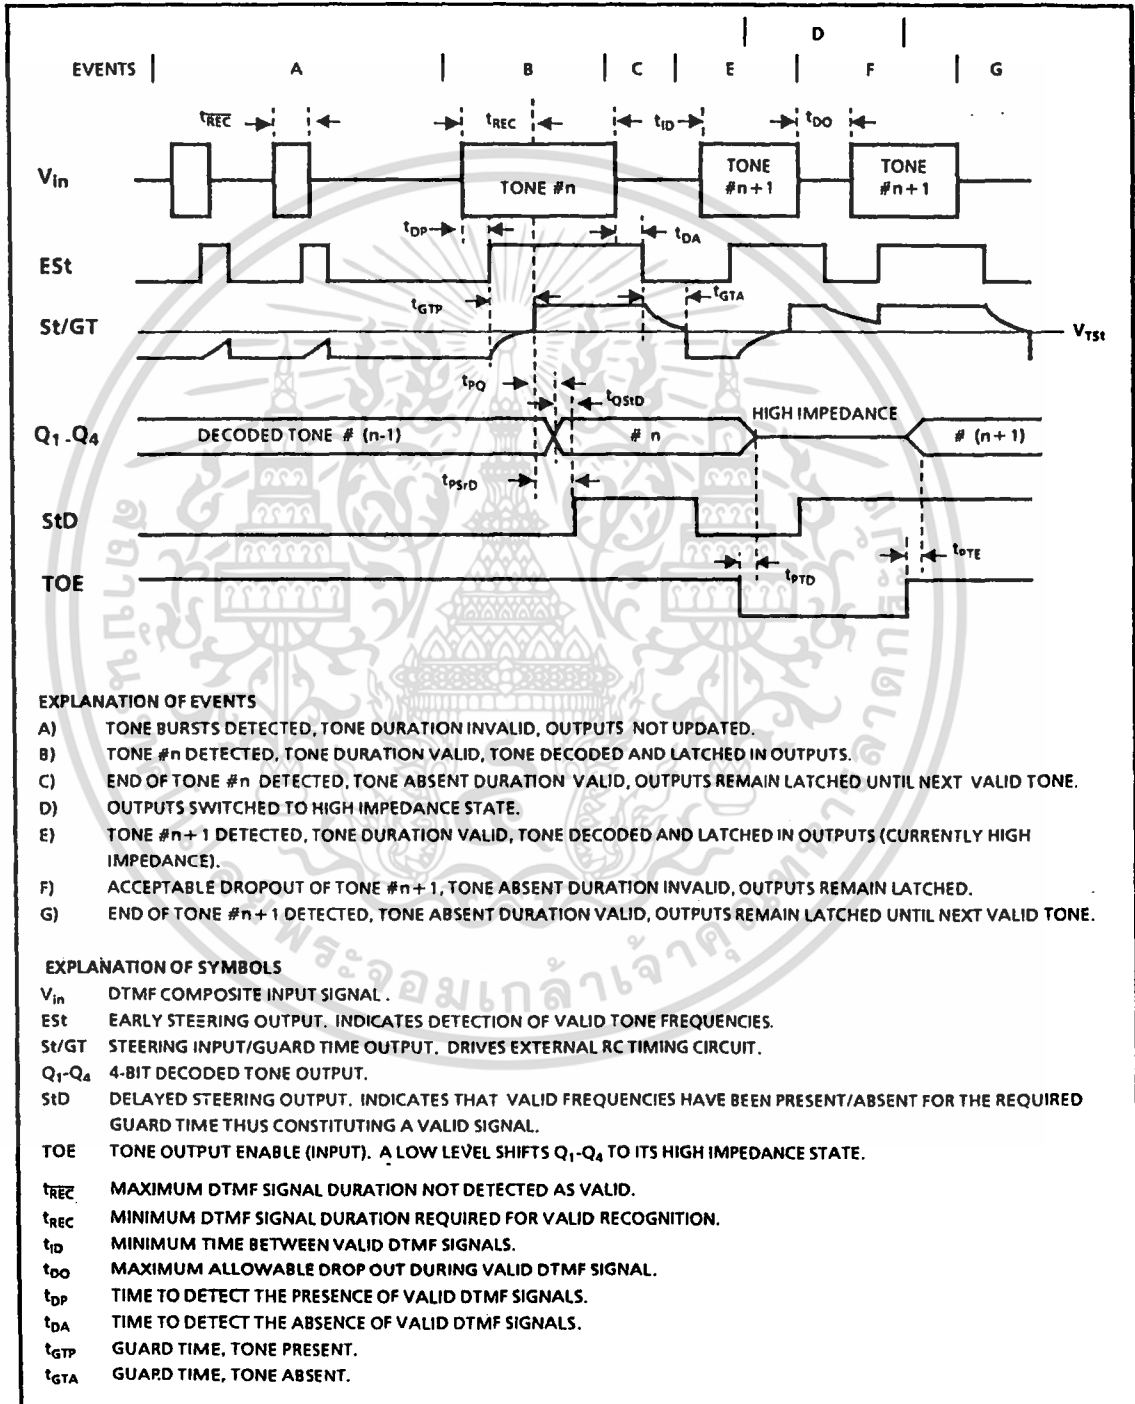 D
EVENTS A B C E F G
tREC tREC tID tDO
Vin TONE #n TONE #n+1 TONE #n+1
tDP tDA
ESt
tGTP tGTA
St/GT VTSt
tPQ tQStD
HIGH IMPEDANCE
Q1-Q4 DECODED TONE # (n-1) # n # (n+1)
tPSrD
StD
tPTD tPTE
TOE
EXPLANATION OF EVENTS
A) TONE BURSTS DETECTED, TONE DURATION INVALID, OUTPUTS NOT UPDATED.
B) TONE #n DETECTED, TONE DURATION VALID, TONE DECODED AND LATCHED IN OUTPUTS.
C) END OF TONE #n DETECTED, TONE ABSENT DURATION VALID, OUTPUTS REMAIN LATCHED UNTIL NEXT VALID TONE.
D) OUTPUTS SWITCHED TO HIGH IMPEDANCE STATE.
E) TONE #n+1 DETECTED, TONE DURATION VALID, TONE DECODED AND LATCHED IN OUTPUTS (CURRENTLY HIGH
IMPEDANCE).
F) ACCEPTABLE DROPOUT OF TONE #n+1, TONE ABSENT DURATION INVALID, OUTPUTS REMAIN LATCHED.
G) END OF TONE #n+1 DETECTED, TONE ABSENT DURATION VALID, OUTPUTS REMAIN LATCHED UNTIL NEXT VALID TONE.
EXPLANATION OF SYMBOLS
Vin DTMF COMPOSITE INPUT SIGNAL.
ESt EARLY STEERING OUTPUT. INDICATES DETECTION OF VALID TONE FREQUENCIES.
St/GT STEERING INPUT/GUARD TIME OUTPUT. DRIVES EXTERNAL RC TIMING CIRCUIT.
Q1-Q4 4-BIT DECODED TONE OUTPUT.
StD DELAYED STEERING OUTPUT. INDICATES THAT VALID FREQUENCIES HAVE BEEN PRESENT/ABSENT FOR THE REQUIRED
GUARD TIME THUS CONSTITUTING A VALID SIGNAL.
TOE TONE OUTPUT ENABLE (INPUT). A LOW LEVEL SHIFTS Q1-Q4 TO ITS HIGH IMPEDANCE STATE.
tREC MAXIMUM DTMF SIGNAL DURATION NOT DETECTED AS VALID.
tREC MINIMUM DTMF SIGNAL DURATION REQUIRED FOR VALID RECOGNITION.
tID MINIMUM TIME BETWEEN VALID DTMF SIGNALS.
tDO MAXIMUM ALLOWABLE DROP OUT DURING VALID DTMF SIGNAL.
tDP TIME TO DETECT THE PRESENCE OF VALID DTMF SIGNALS.
tDA TIME TO DETECT THE ABSENCE OF VALID DTMF SIGNALS.
tGTP GUARD TIME, TONE PRESENT.
tGTA GUARD TIME, TONE ABSENT.